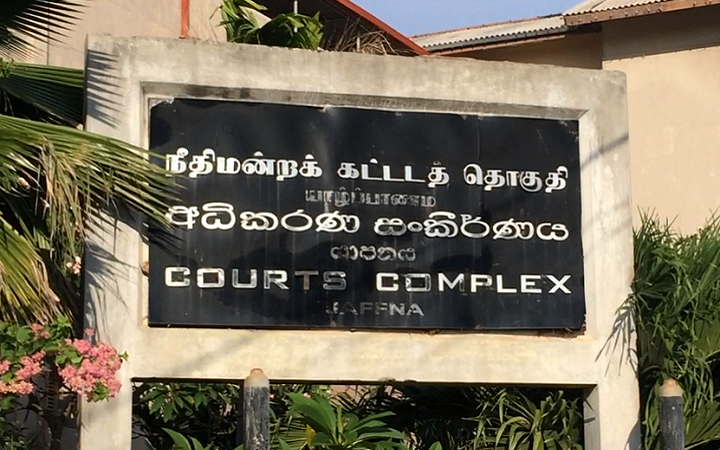 நீதிமன்றக் கட்டடத் தொகுதி
யாழ்ப்பாணம்
අධිකරණ සංකීර්ණය
යාපනය
COURTS COMPLEX
JAFFNA